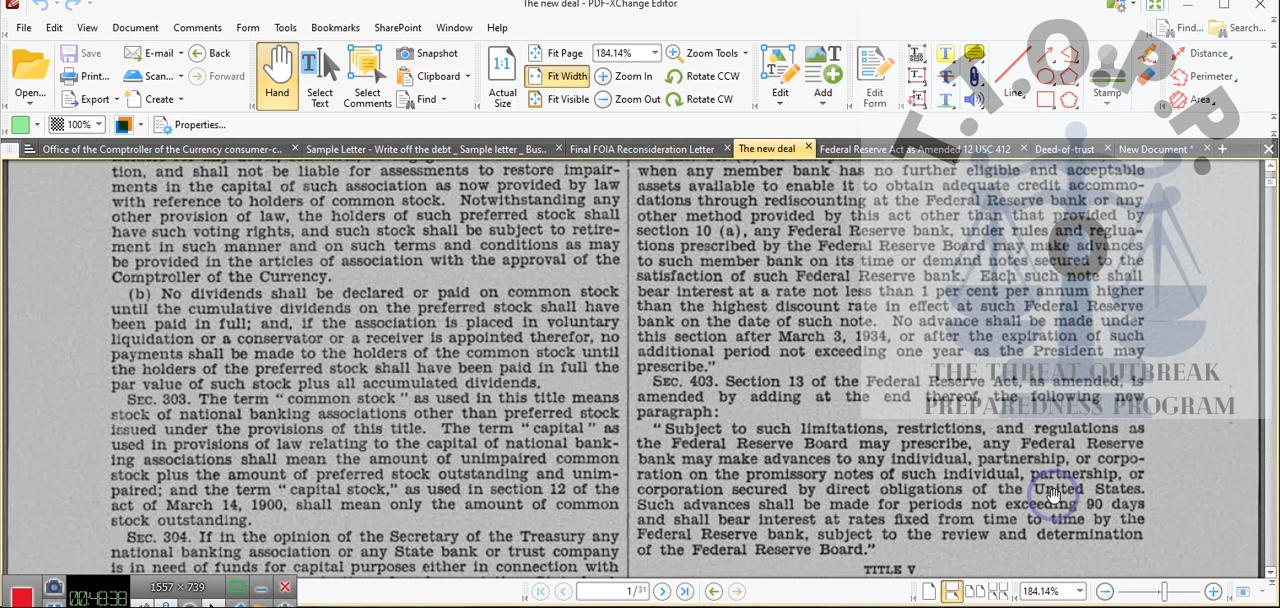 The new deal - PDF-XChange Editor
File Edit View Document Comments Form Tools Bookmarks SharePoint Window Help
Find... Search...
Open... Save Print... Export E-mail Scan... Create Back Forward
Hand Select Text Select Comments Snapshot Clipboard Find
Actual Size Fit Page Fit Width Fit Visible 184.14% Zoom In Zoom Out Zoom Tools Rotate CCW Rotate CW
Edit Add Edit Form Line Stamp Distance Perimeter Area
100% Properties...
Office of the Comptroller of the Currency consumer-c... Sample Letter - Write off the debt _ Sample letter _ Bus... Final FOIA Reconsideration Letter The new deal Federal Reserve Act as Amended 12 USC 412 Deed-of-trust New Document *
T.T.O.P.P.
tion, and shall not be liable for assessments to restore impair-
ments in the capital of such association as now provided by law
with reference to holders of common stock. Notwithstanding any
other provision of law, the holders of such preferred stock shall
have such voting rights, and such stock shall be subject to retire-
ment in such manner and on such terms and conditions as may
be provided in the articles of association with the approval of the
Comptroller of the Currency.
(b) No dividends shall be declared or paid on common stock
until the cumulative dividends on the preferred stock shall have
been paid in full; and, if the association is placed in voluntary
liquidation or a conservator or a receiver is appointed therefor, no
payments shall be made to the holders of the common stock until
the holders of the preferred stock shall have been paid in full the
par value of such stock plus all accumulated dividends.
SEC. 303. The term "common stock" as used in this title means
stock of national banking associations other than preferred stock
issued under the provisions of this title. The term "capital" as
used in provisions of law relating to the capital of national bank-
ing associations shall mean the amount of unimpaired common
stock plus the amount of preferred stock outstanding and unim-
paired; and the term "capital stock," as used in section 12 of the
act of March 14, 1900, shall mean only the amount of common
stock outstanding.
SEC. 304. If in the opinion of the Secretary of the Treasury any
national banking association or any State bank or trust company
is in need of funds for capital purposes either in connection with
when any member bank has no further eligible and acceptable
assets available to enable it to obtain adequate credit accommo-
dations through rediscounting at the Federal Reserve bank or any
other method provided by this act other than that provided by
section 10 (a), any Federal Reserve bank, under rules and regula-
tions prescribed by the Federal Reserve Board may make advances
to such member bank on its time or demand notes secured to the
satisfaction of such Federal Reserve bank. Each such note shall
bear interest at a rate not less than 1 per cent per annum higher
than the highest discount rate in effect at such Federal Reserve
bank on the date of such note. No advance shall be made under
this section after March 3, 1934, or after the expiration of such
additional period not exceeding one year as the President may
prescribe."
SEC. 403. Section 13 of the Federal Reserve Act, as amended, is
amended by adding at the end thereof the following new
paragraph:
"Subject to such limitations, restrictions, and regulations as
the Federal Reserve Board may prescribe, any Federal Reserve
bank may make advances to any individual, partnership, or corpo-
ration on the promissory notes of such individual, partnership, or
corporation secured by direct obligations of the United States.
Such advances shall be made for periods not exceeding 90 days
and shall bear interest at rates fixed from time to time by the
Federal Reserve bank, subject to the review and determination
of the Federal Reserve Board."
TITLE V
THE THREAT OUTBREAK
PREPAREDNESS PROGRAM
1557 × 739
00:48:38
1/31
184.14%